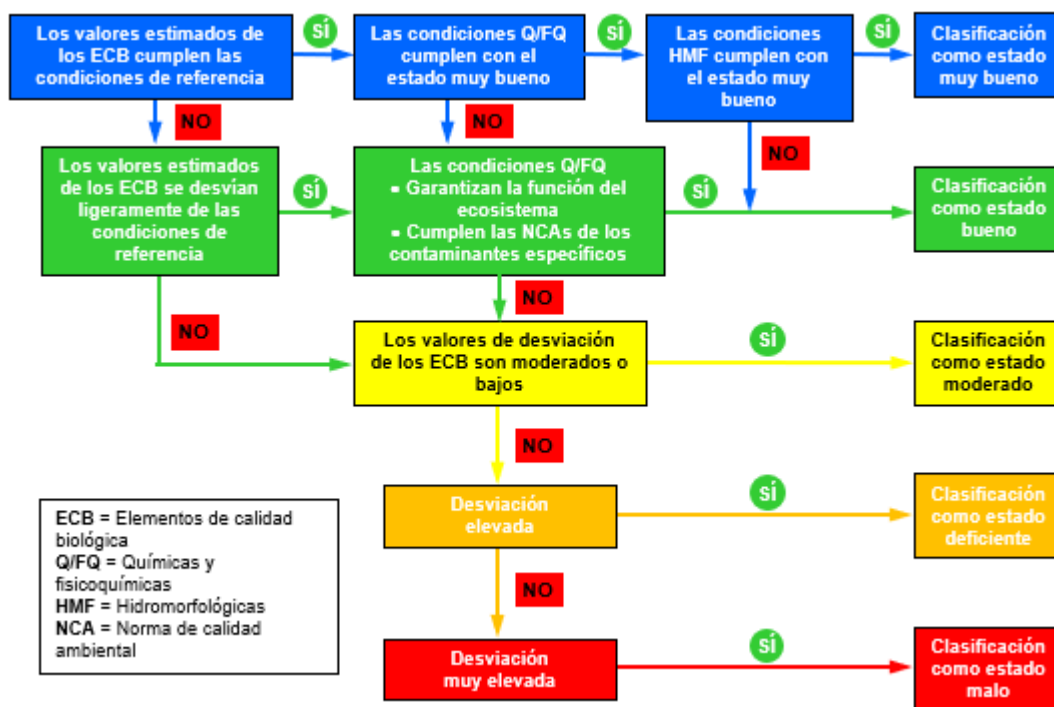 Los valores estimados de
los ECB cumplen las
condiciones de referencia
SÍ
Las condiciones Q/FQ
cumplen con el
estado muy bueno
SÍ
Las condiciones
HMF cumplen con
el estado muy
bueno
SÍ
Clasificación
como estado
muy bueno
NO
NO
NO
Los valores estimados
de los ECB se desvían
ligeramente de las
condiciones de
referencia
SÍ
Las condiciones Q/FQ
- Garantizan la función del
ecosistema
- Cumplen las NCAs de los
contaminantes específicos
SÍ
Clasificación
como estado
bueno
NO
NO
Los valores de desviación
de los ECB son moderados o
bajos
SÍ
Clasificación
como estado
moderado
NO
Desviación
elevada
SÍ
Clasificación
como estado
deficiente
NO
Desviación
muy elevada
SÍ
Clasificación
como estado
malo
ECB = Elementos de calidad
biológica
Q/FQ = Químicas y
fisicoquímicas
HMF = Hidromorfológicas
NCA = Norma de calidad
ambiental